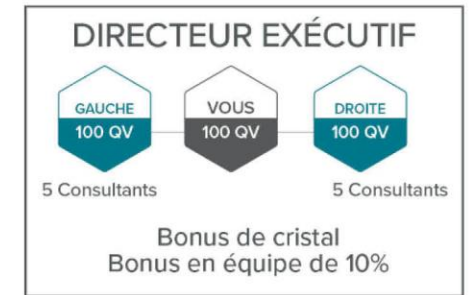 DIRECTEUR EXÉCUTIF
GAUCHE VOUS DROITE
100 QV 100 QV 100 QV
5 Consultants 5 Consultants
Bonus de cristal
Bonus en équipe de 10%